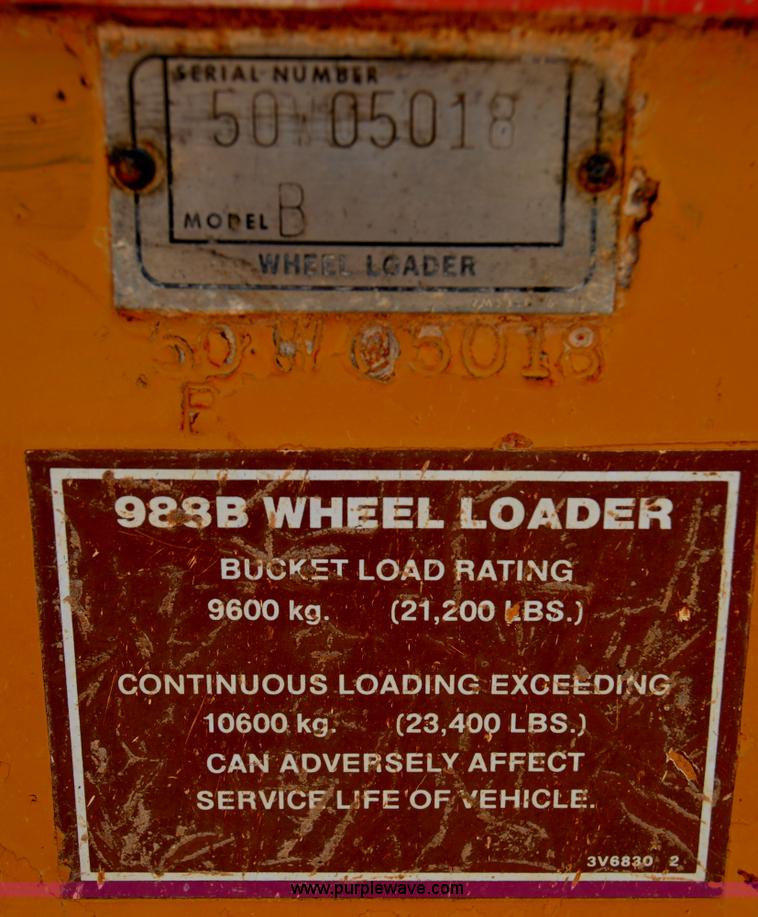 SERIAL NUMBER
50W05018
MODEL B
WHEEL LOADER
50W05018
F
988B WHEEL LOADER
BUCKET LOAD RATING
9600 kg. (21,200 LBS.)
CONTINUOUS LOADING EXCEEDING
10600 kg. (23,400 LBS.)
CAN ADVERSELY AFFECT
SERVICE LIFE OF VEHICLE.
3V6830 2
www.purplewave.com